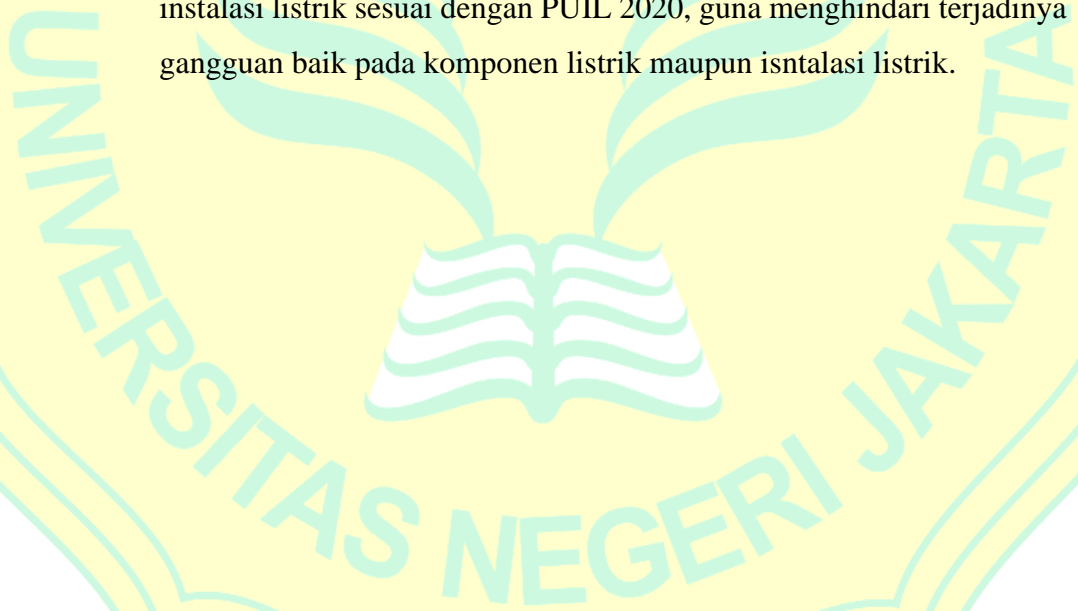 instalasi listrik sesuai dengan PUIL 2020, guna menghindari terjadinya
gangguan baik pada komponen listrik maupun isntalasi listrik.
UNIVERSITAS NEGERI JAKARTA